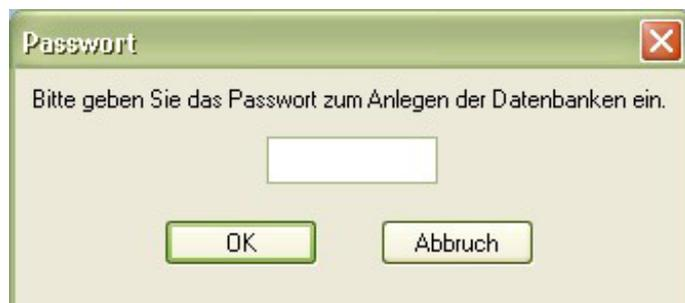 Passwort
Bitte geben Sie das Passwort zum Anlegen der Datenbanken ein.
OK
Abbruch